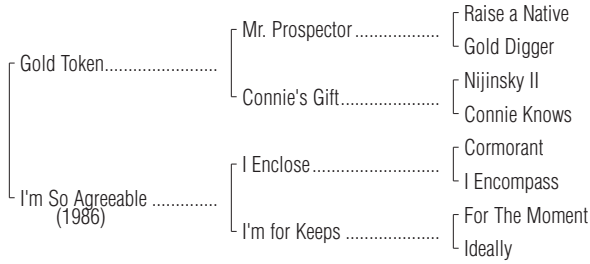 Raise a Native
Mr. Prospector ....................
Gold Digger
Gold Token...........................
Nijinsky II
Connie's Gift.......................
Connie Knows
Cormorant
I Enclose..............................
I Encompass
I'm So Agreeable ...............
(1986)
For The Moment
I'm for Keeps ......................
Ideally